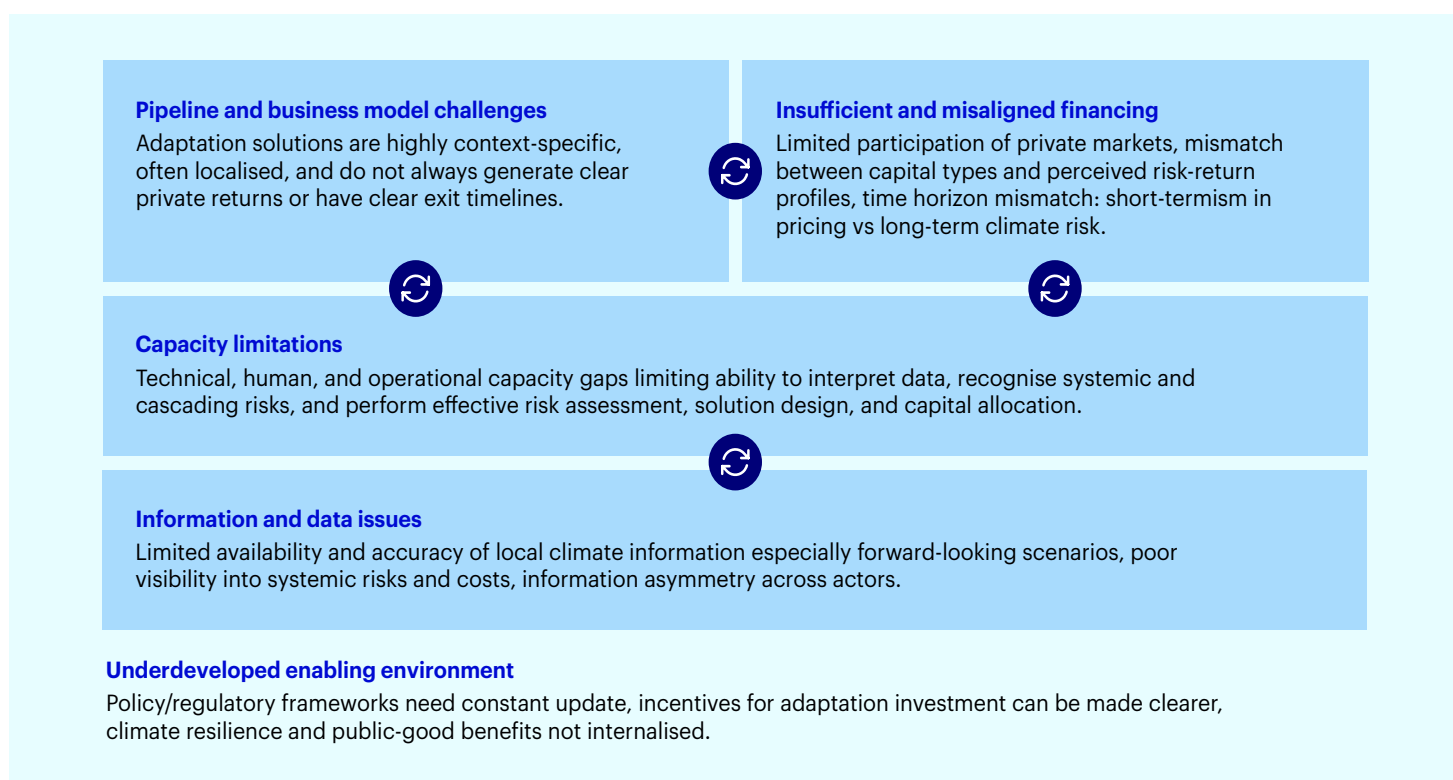 Pipeline and business model challenges
Adaptation solutions are highly context-specific,
often localised, and do not always generate clear
private returns or have clear exit timelines.
Insufficient and misaligned financing
Limited participation of private markets, mismatch
between capital types and perceived risk-return
profiles, time horizon mismatch: short-termism in
pricing vs long-term climate risk.
Capacity limitations
Technical, human, and operational capacity gaps limiting ability to interpret data, recognise systemic and
cascading risks, and perform effective risk assessment, solution design, and capital allocation.
Information and data issues
Limited availability and accuracy of local climate information especially forward-looking scenarios, poor
visibility into systemic risks and costs, information asymmetry across actors.
Underdeveloped enabling environment
Policy/regulatory frameworks need constant update, incentives for adaptation investment can be made clearer,
climate resilience and public-good benefits not internalised.